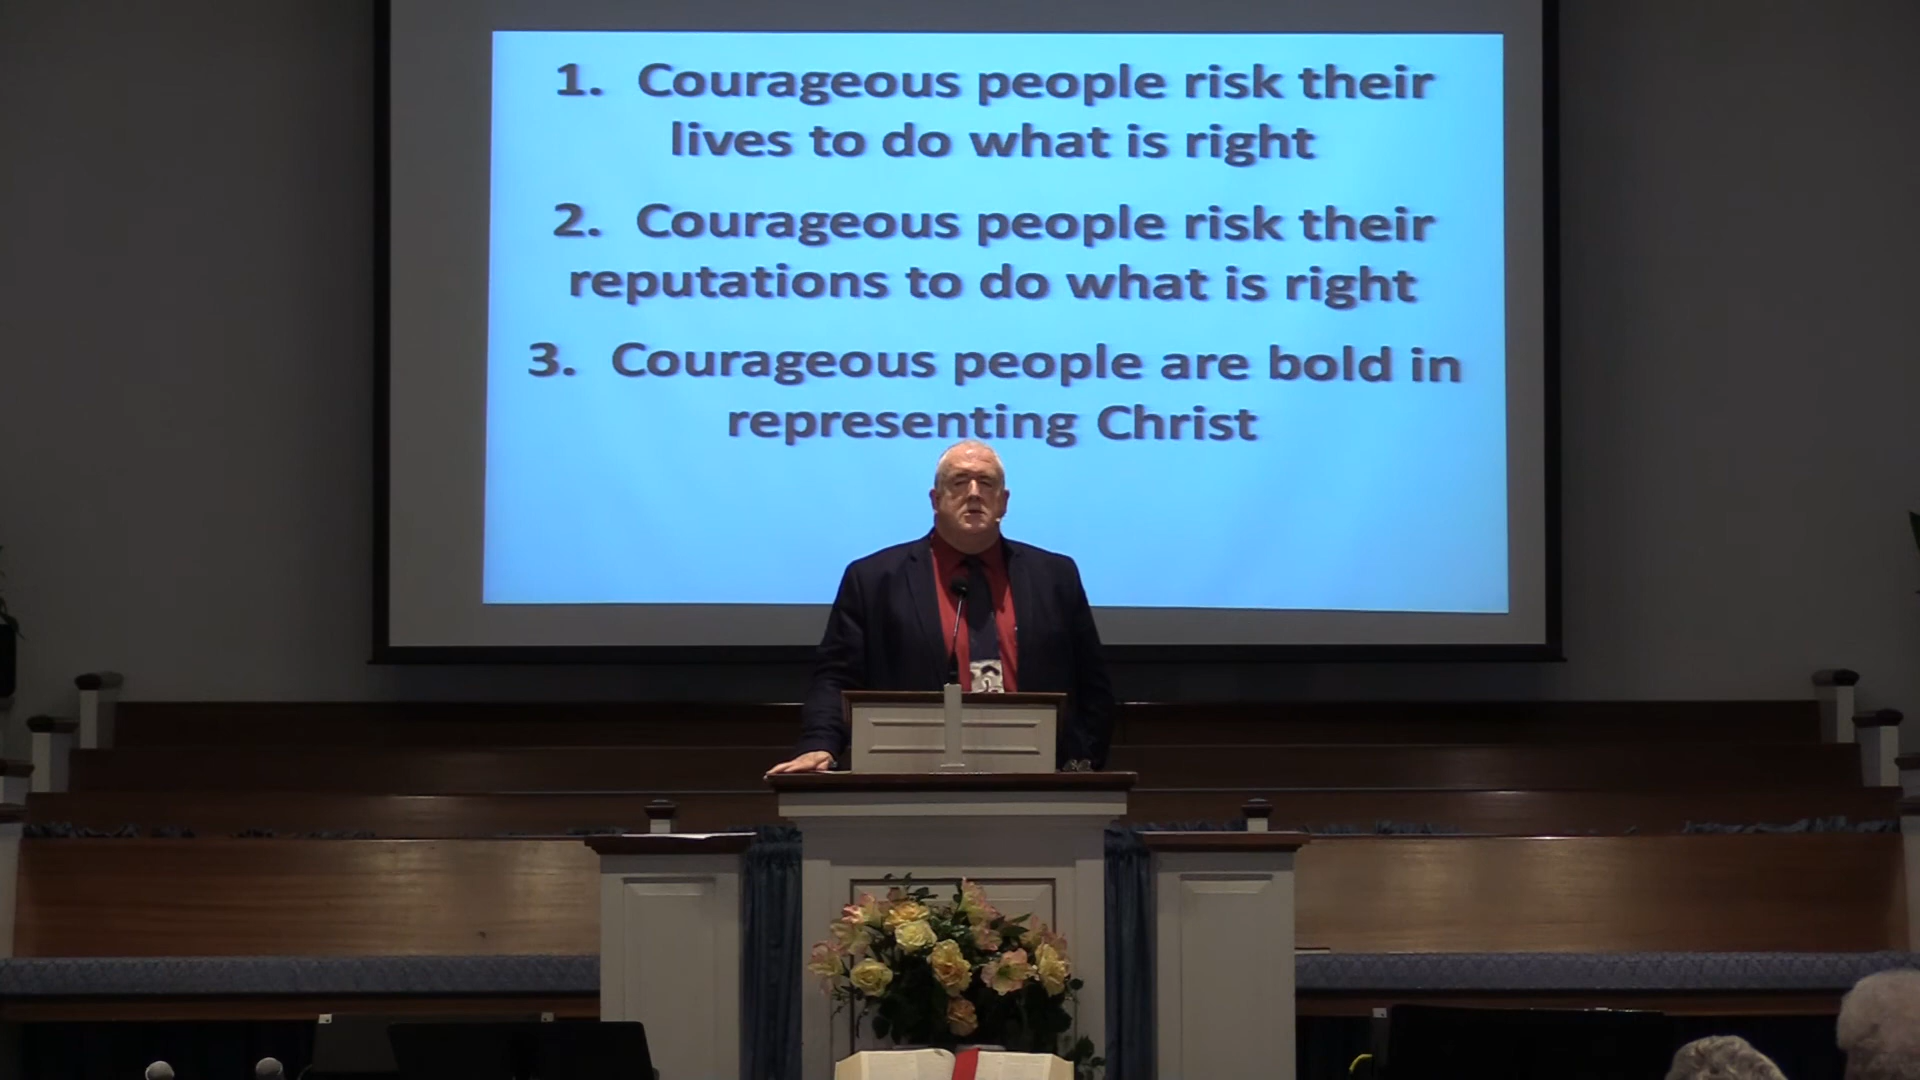 1. Courageous people risk their
lives to do what is right
2. Courageous people risk their
reputations to do what is right
3. Courageous people are bold in
representing Christ